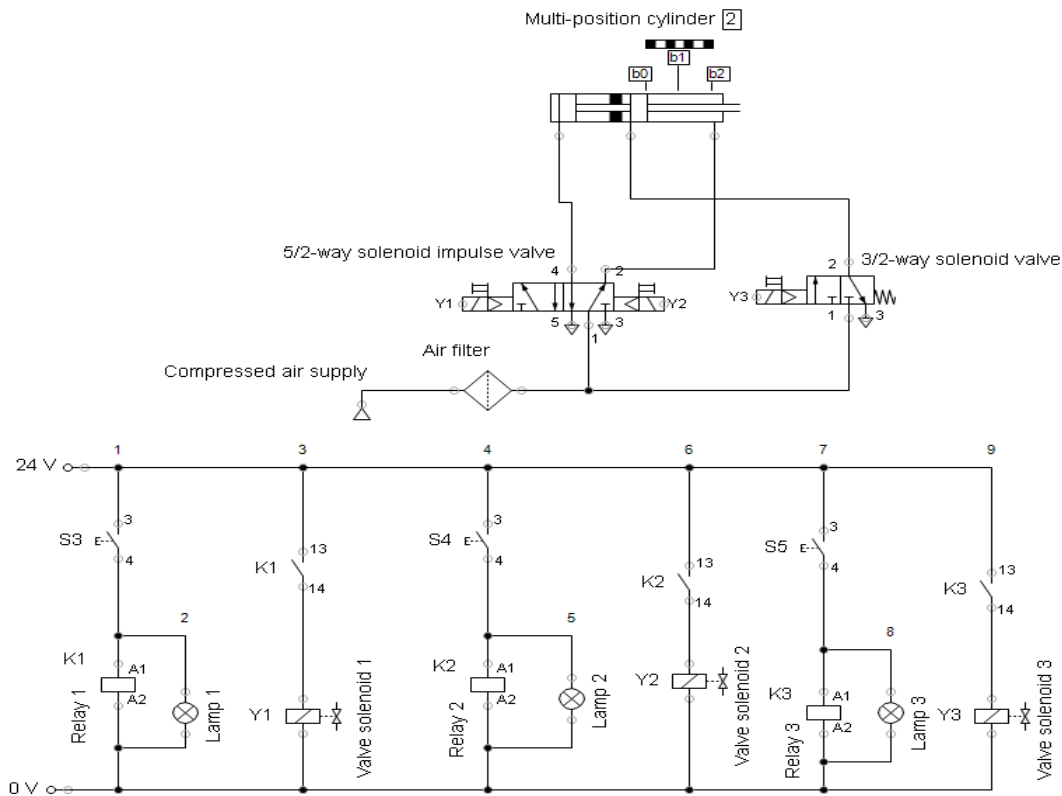 Multi-position cylinder 2
b1
b0 b2
5/2-way solenoid impulse valve
3/2-way solenoid valve
4 2
2
Y1 Y2
Y3
5 3
1
1 3
Air filter
Compressed air supply
1 3 4 6 7 9
24 V
3 3 3
S3 S4 S5
4 4 4
13 13 13
K1 K2 K3
14 14 14
2 5 8
K1 A1 K2 A1 K3 A1
A2 A2 A2
Relay 1 Lamp 1 Y1 Valve solenoid 1
Relay 2 Lamp 2 Y2 Valve solenoid 2
Relay 3 Lamp 3 Y3 Valve solenoid 3
0 V